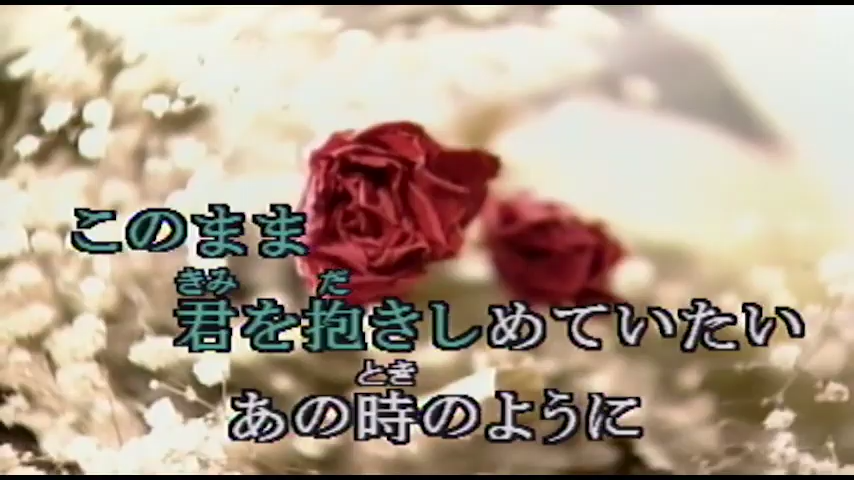 このまま
きみ だ
君を抱きしめていたい
とき
あの時のように